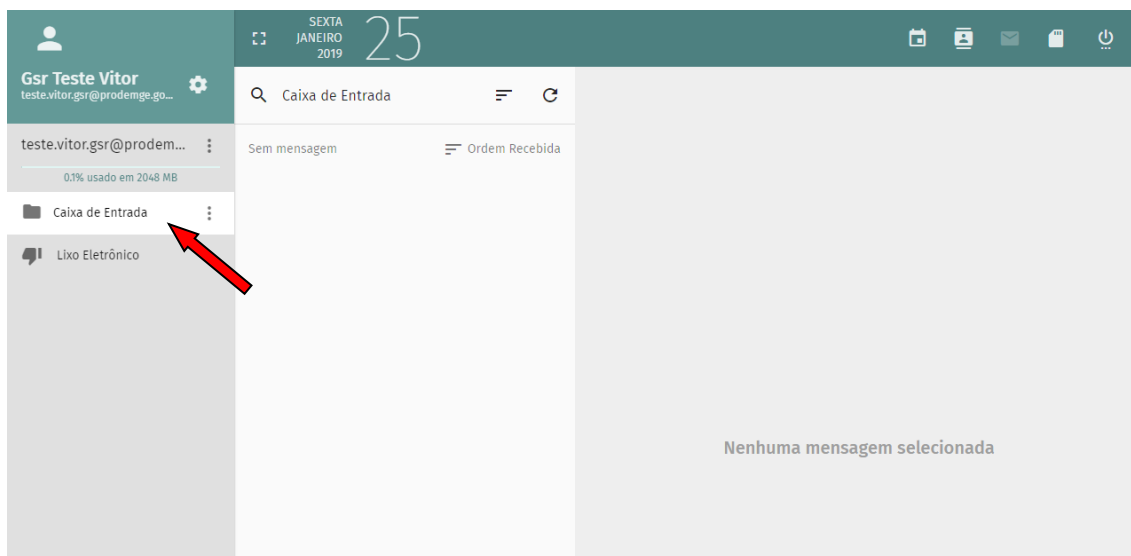 SEXTA
JANEIRO
2019
25
Gsr Teste Vitor
teste.vitor.gsr@prodemge.go...
Caixa de Entrada
teste.vitor.gsr@prodem...
0.1% usado em 2048 MB
Sem mensagem
Ordem Recebida
Caixa de Entrada
Lixo Eletrônico
Nenhuma mensagem selecionada